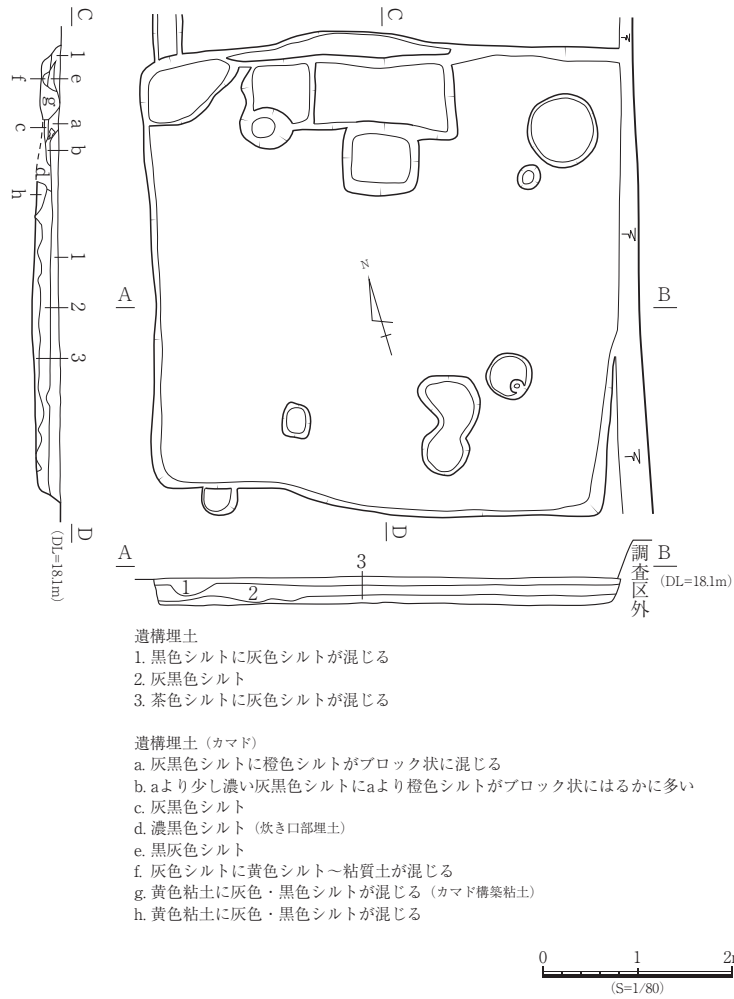 C
C
1
f
e
g
c
a
b
d
h
1
2
3
N
A
B
D
(DL=18.1m)
D
A
3
1
2
調査区外
B
(DL=18.1m)
遺構埋土
1. 黒色シルトに灰色シルトが混じる
2. 灰黒色シルト
3. 茶色シルトに灰色シルトが混じる
遺構埋土（カマド）
a. 灰黒色シルトに橙色シルトがブロック状に混じる
b. aより少し濃い灰黒色シルトにaより橙色シルトがブロック状にはるかに多い
c. 灰黒色シルト
d. 濃黒色シルト（炊き口部埋土）
e. 黒灰色シルト
f. 灰色シルトに黄色シルト～粘質土が混じる
g. 黄色粘土に灰色・黒色シルトが混じる（カマド構築粘土）
h. 黄色粘土に灰色・黒色シルトが混じる
0 1 2
(S=1/80)